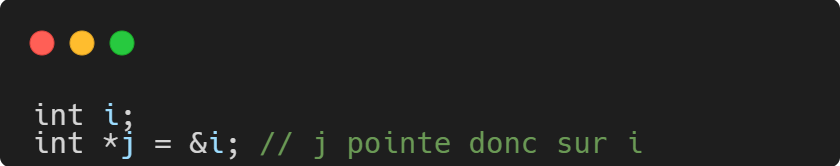 int i;
int *j = &i; // j pointe donc sur i